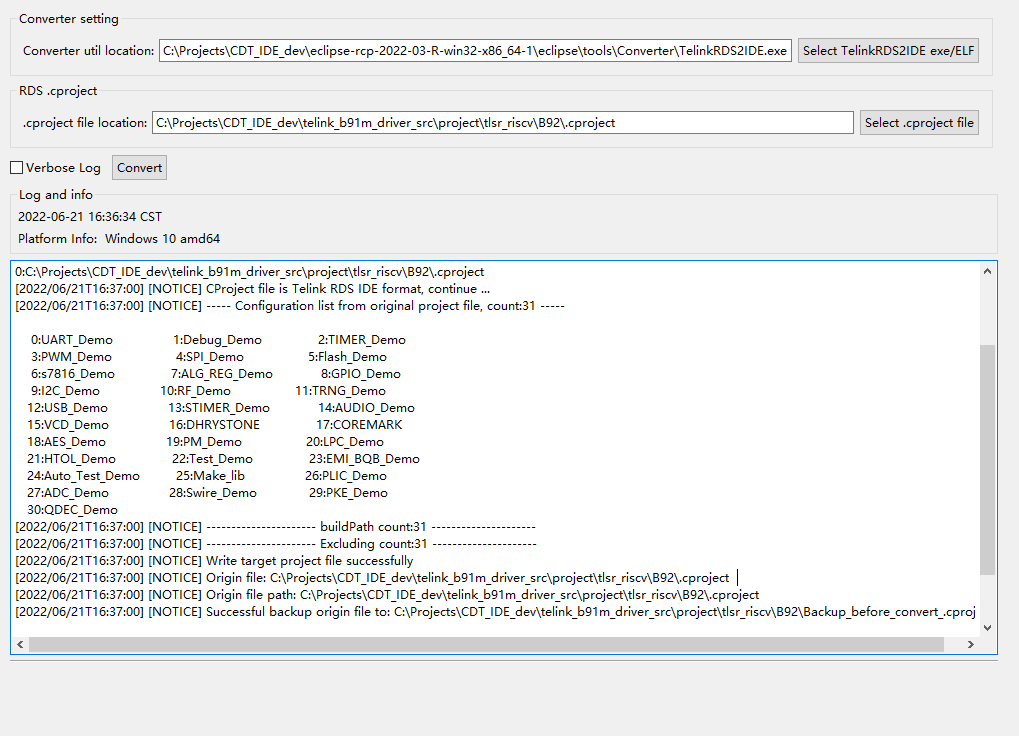 Converter setting
Converter util location: C:\Projects\CDT_IDE_dev\eclipse-rcp-2022-03-R-win32-x86_64-1\eclipse\tools\Converter\TelinkRDS2IDE.exe Select TelinkRDS2IDE exe/ELF
RDS .cproject
.cproject file location: C:\Projects\CDT_IDE_dev\telink_b91m_driver_src\project\tlsr_riscv\B92\.cproject Select .cproject file
Verbose Log Convert
Log and info
2022-06-21 16:36:34 CST
Platform Info: Windows 10 amd64
0:C:\Projects\CDT_IDE_dev\telink_b91m_driver_src\project\tlsr_riscv\B92\.cproject
[2022/06/21T16:37:00] [NOTICE] CProject file is Telink RDS IDE format, continue ...
[2022/06/21T16:37:00] [NOTICE] ----- Configuration list from original project file, count:31 -----
0:UART_Demo 1:Debug_Demo 2:TIMER_Demo
3:PWM_Demo 4:SPI_Demo 5:Flash_Demo
6:s7816_Demo 7:ALG_REG_Demo 8:GPIO_Demo
9:I2C_Demo 10:RF_Demo 11:TRNG_Demo
12:USB_Demo 13:STIMER_Demo 14:AUDIO_Demo
15:VCD_Demo 16:DHRYSTONE 17:COREMARK
18:AES_Demo 19:PM_Demo 20:LPC_Demo
21:HTOL_Demo 22:Test_Demo 23:EMI_BQB_Demo
24:Auto_Test_Demo 25:Make_lib 26:PLIC_Demo
27:ADC_Demo 28:Swire_Demo 29:PKE_Demo
30:QDEC_Demo
[2022/06/21T16:37:00] [NOTICE] ---------------------- buildPath count:31 ---------------------
[2022/06/21T16:37:00] [NOTICE] ---------------------- Excluding count:31 ---------------------
[2022/06/21T16:37:00] [NOTICE] Write target project file successfully
[2022/06/21T16:37:00] [NOTICE] Origin file: C:\Projects\CDT_IDE_dev\telink_b91m_driver_src\project\tlsr_riscv\B92\.cproject
[2022/06/21T16:37:00] [NOTICE] Origin file path: C:\Projects\CDT_IDE_dev\telink_b91m_driver_src\project\tlsr_riscv\B92\.cproject
[2022/06/21T16:37:00] [NOTICE] Successful backup origin file to: C:\Projects\CDT_IDE_dev\telink_b91m_driver_src\project\tlsr_riscv\B92\Backup_before_convert_.cproj